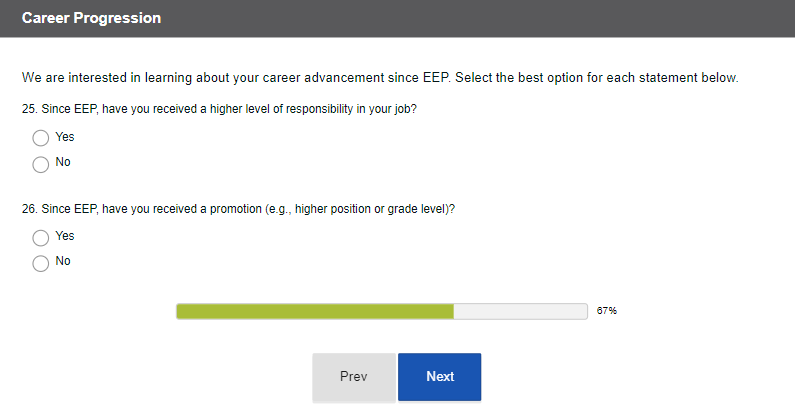 Career Progression
We are interested in learning about your career advancement since EEP. Select the best option for each statement below.
25. Since EEP, have you received a higher level of responsibility in your job?
Yes
No
26. Since EEP, have you received a promotion (e.g., higher position or grade level)?
Yes
No
67%
Prev
Next